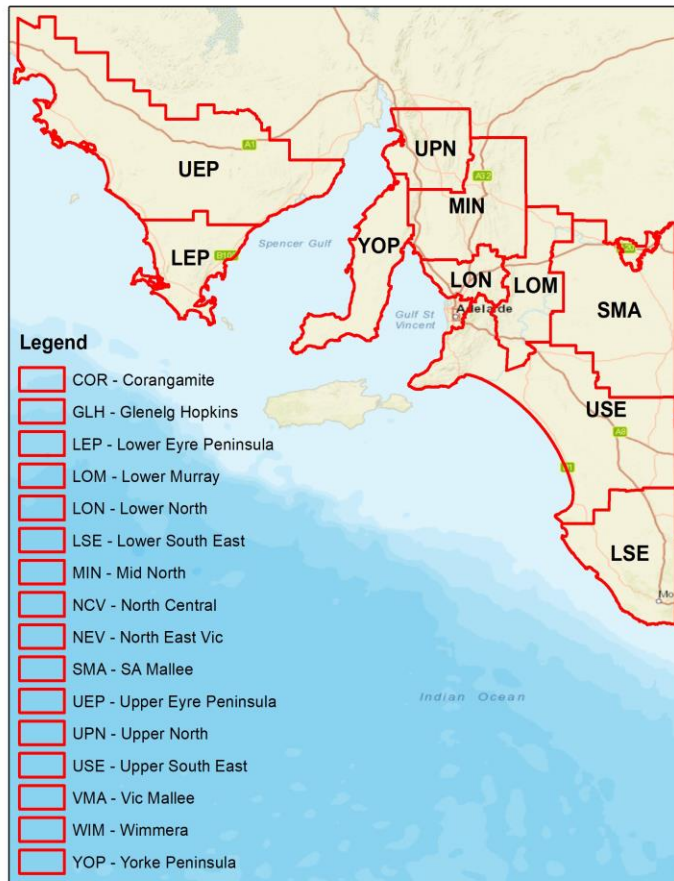 A1
UEP
UPN
A32
MIN
LEP
B100
Spencer Gulf
YOP
LON
LOM
SMA
Adelaide
Gulf St
Vincent
USE
A8
LSE
Legend
COR - Corangamite
GLH - Glenelg Hopkins
LEP - Lower Eyre Peninsula
LOM - Lower Murray
LON - Lower North
LSE - Lower South East
MIN - Mid North
NCV - North Central
NEV - North East Vic
SMA - SA Mallee
UEP - Upper Eyre Peninsula
UPN - Upper North
USE - Upper South East
VMA - Vic Mallee
WIM - Wimmera
YOP - Yorke Peninsula
Mo
Indian Ocean